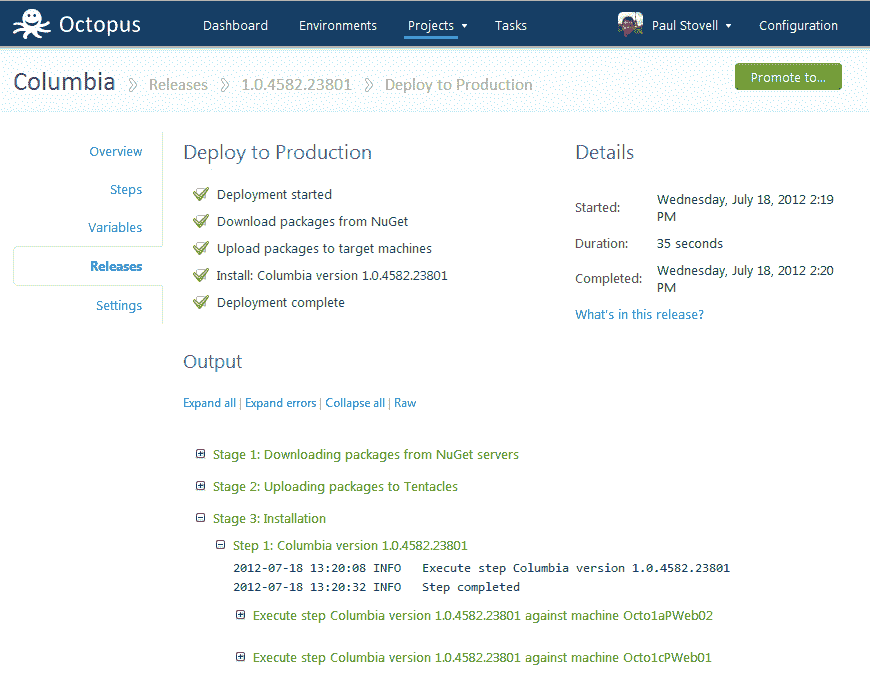 Octopus Dashboard Environments Projects Tasks Paul Stovell Configuration
Columbia Releases 1.0.4582.23801 Deploy to Production Promote to...
Overview
Steps
Variables
Releases
Settings
Deploy to Production
Deployment started
Download packages from NuGet
Upload packages to target machines
Install: Columbia version 1.0.4582.23801
Deployment complete
Details
Started: Wednesday, July 18, 2012 2:19
PM
Duration: 35 seconds
Completed: Wednesday, July 18, 2012 2:20
PM
What's in this release?
Output
Expand all | Expand errors | Collapse all | Raw
Stage 1: Downloading packages from NuGet servers
Stage 2: Uploading packages to Tentacles
Stage 3: Installation
Step 1: Columbia version 1.0.4582.23801
2012-07-18 13:20:08 INFO Execute step Columbia version 1.0.4582.23801
2012-07-18 13:20:32 INFO Step completed
Execute step Columbia version 1.0.4582.23801 against machine Octo1aPWeb02
Execute step Columbia version 1.0.4582.23801 against machine Octo1cPWeb01